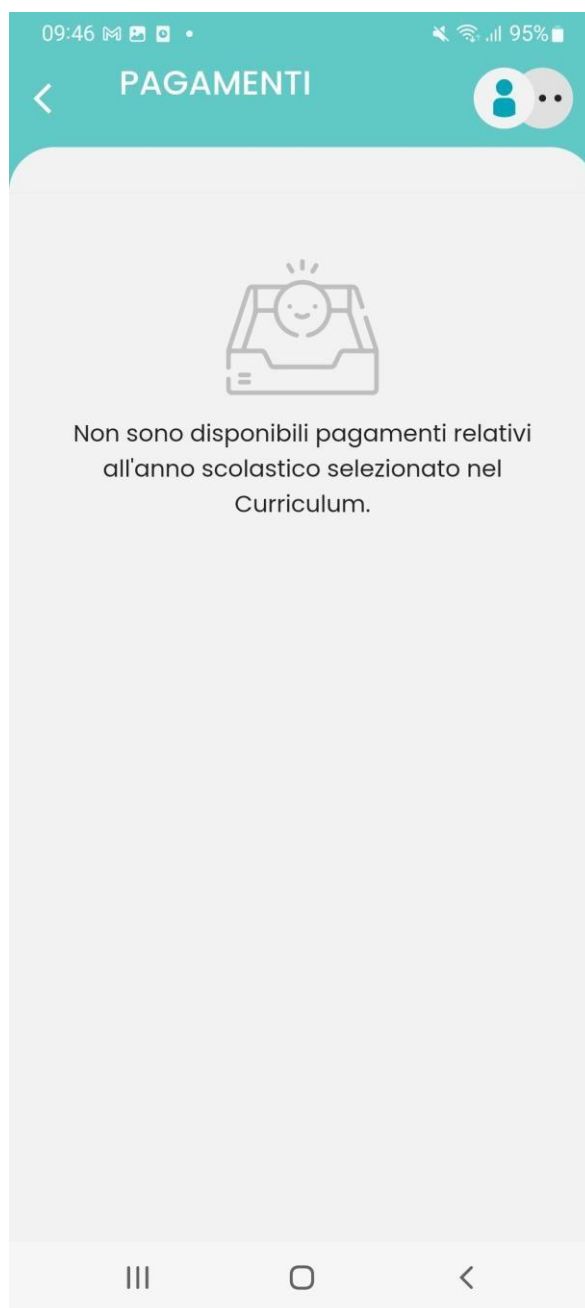 09:46
95%
PAGAMENTI
Non sono disponibili pagamenti relativi
all'anno scolastico selezionato nel
Curriculum.